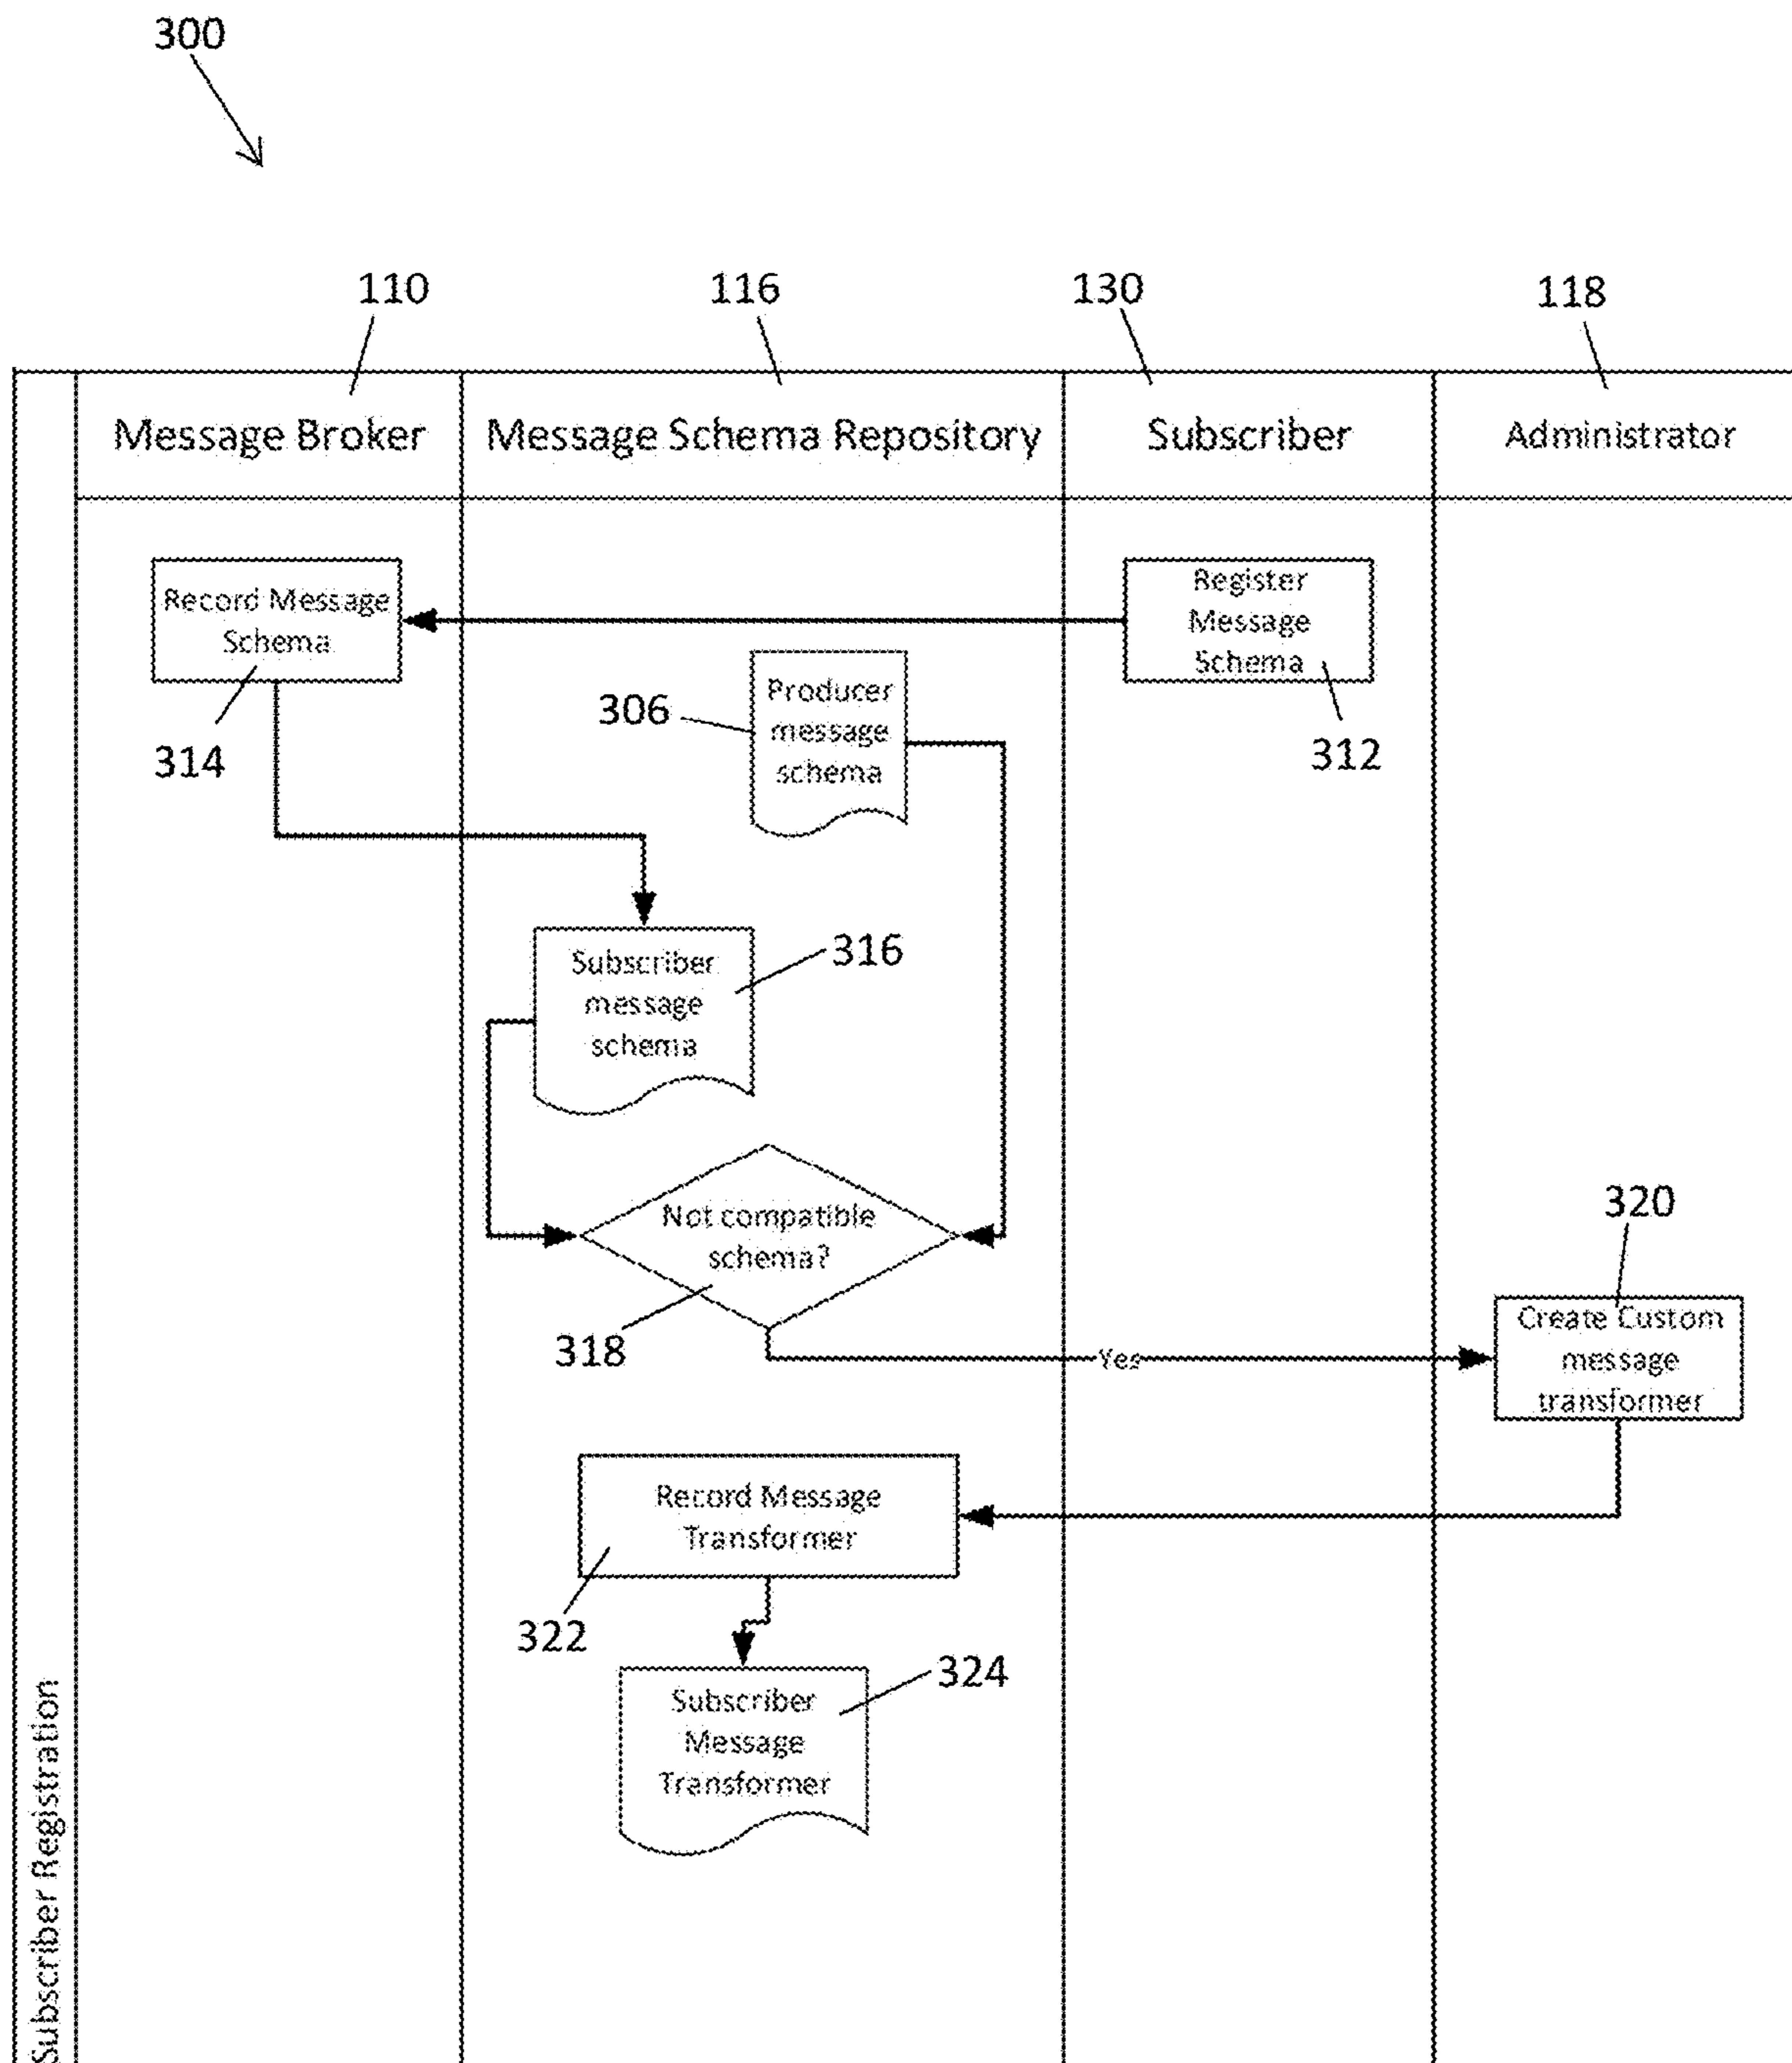 300
110
116
130
118
Message Broker
Message Schema Repository
Subscriber
Administrator
Record Message
Schema
314
Register
Message
Schema
312
306
Producer
message
schema
Subscriber
message
schema
316
Not compatible
schema?
318
Yes
320
Create Custom
message
transformer
Record Message
Transformer
322
Subscriber
Message
Transformer
324
Subscriber Registration